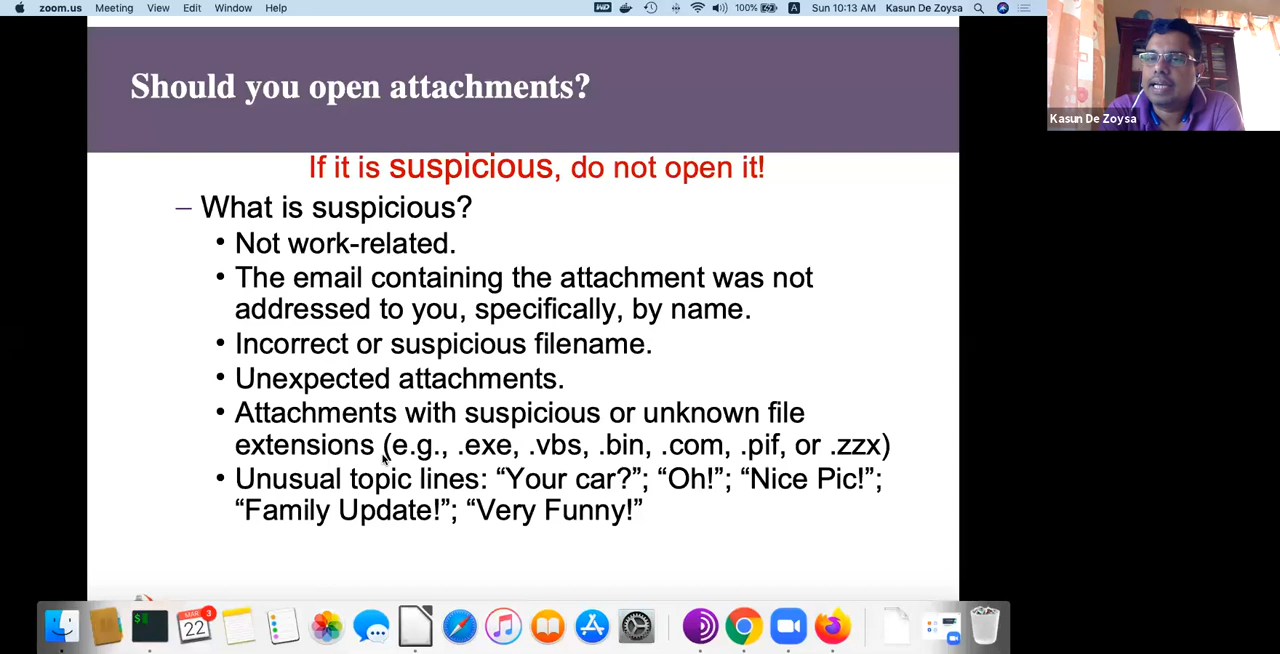 zoom.us Meeting View Edit Window Help WD 100% A Sun 10:13 AM Kasun De Zoysa
Should you open attachments?
If it is suspicious, do not open it!
– What is suspicious?
• Not work-related.
• The email containing the attachment was not
addressed to you, specifically, by name.
• Incorrect or suspicious filename.
• Unexpected attachments.
• Attachments with suspicious or unknown file
extensions (e.g., .exe, .vbs, .bin, .com, .pif, or .zzx)
• Unusual topic lines: “Your car?”; “Oh!”; “Nice Pic!”;
“Family Update!”; “Very Funny!”
Kasun De Zoysa
$
MAR
22
3